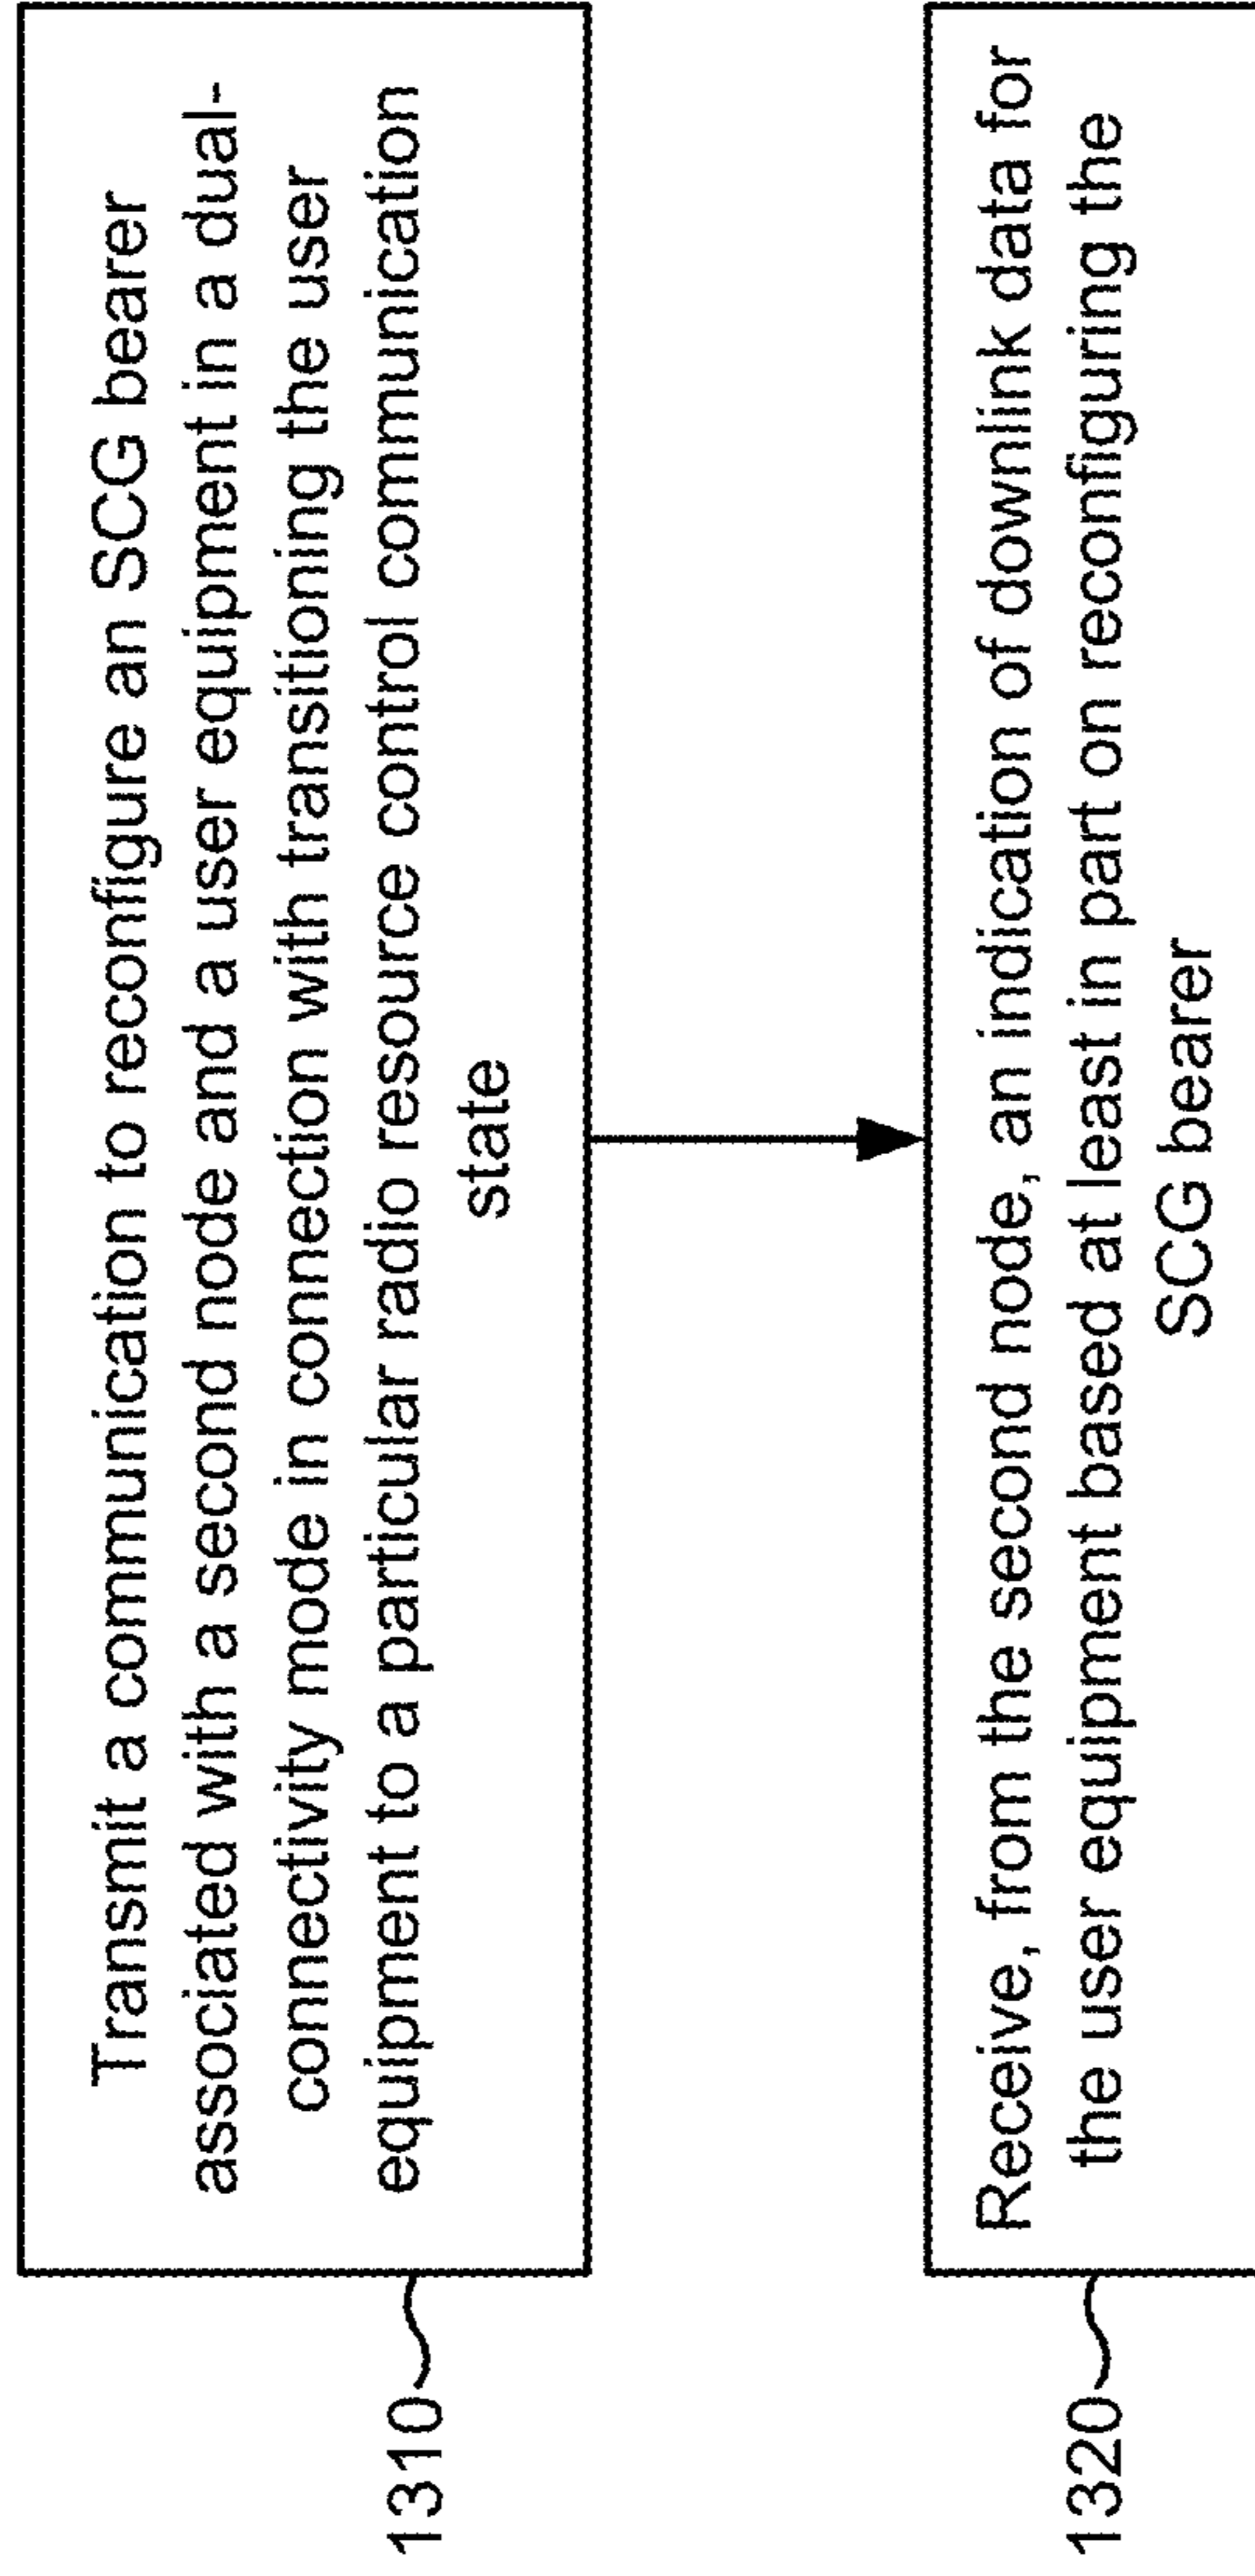 1310
Transmit a communication to reconfigure an SCG bearer
associated with a second node and a user equipment in a dual-
connectivity mode in connection with transitioning the user
equipment to a particular radio resource control communication
state
1320
Receive, from the second node, an indication of downlink data for
the user equipment based at least in part on reconfiguring the
SCG bearer